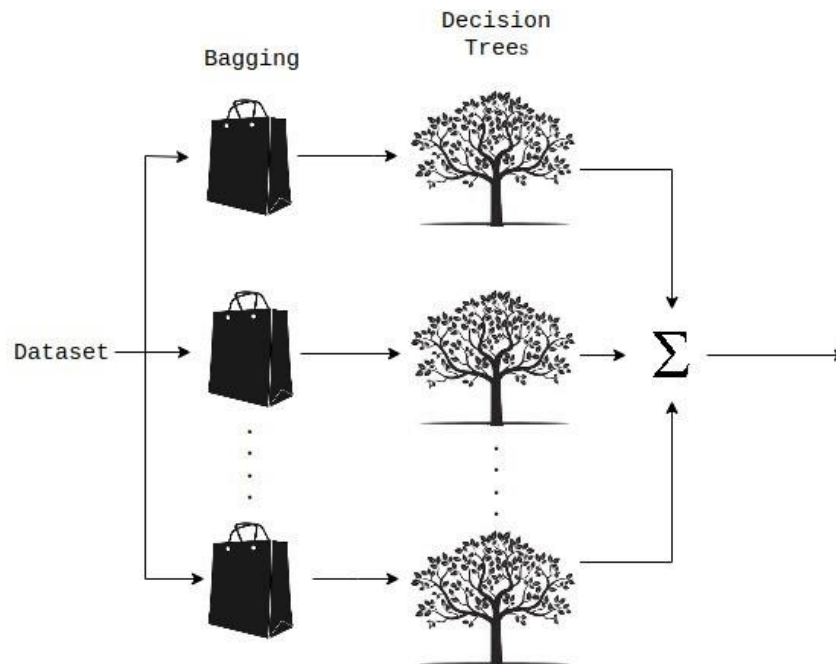 Decision
Trees
Bagging
Dataset
Σ